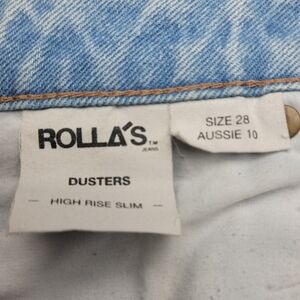 ROLLA'S TM
JEANS
DUSTERS
— HIGH RISE SLIM —
SIZE 28
AUSSIE 10